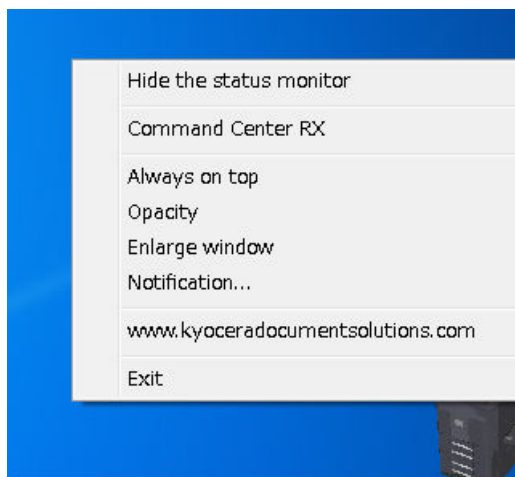 Hide the status monitor
Command Center RX
Always on top
Opacity
Enlarge window
Notification...
www.kyoceradocumentsolutions.com
Exit